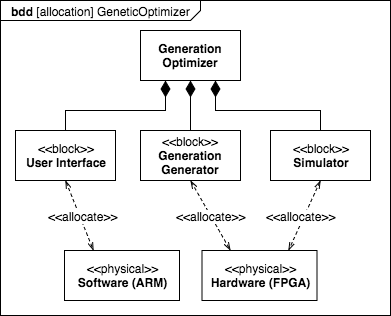 bdd [allocation] GeneticOptimizer
Generation
Optimizer
<<block>>
User Interface
<<block>>
Generation
Generator
<<block>>
Simulator
<<allocate>>
<<allocate>>
<<allocate>>
<<physical>>
Software (ARM)
<<physical>>
Hardware (FPGA)